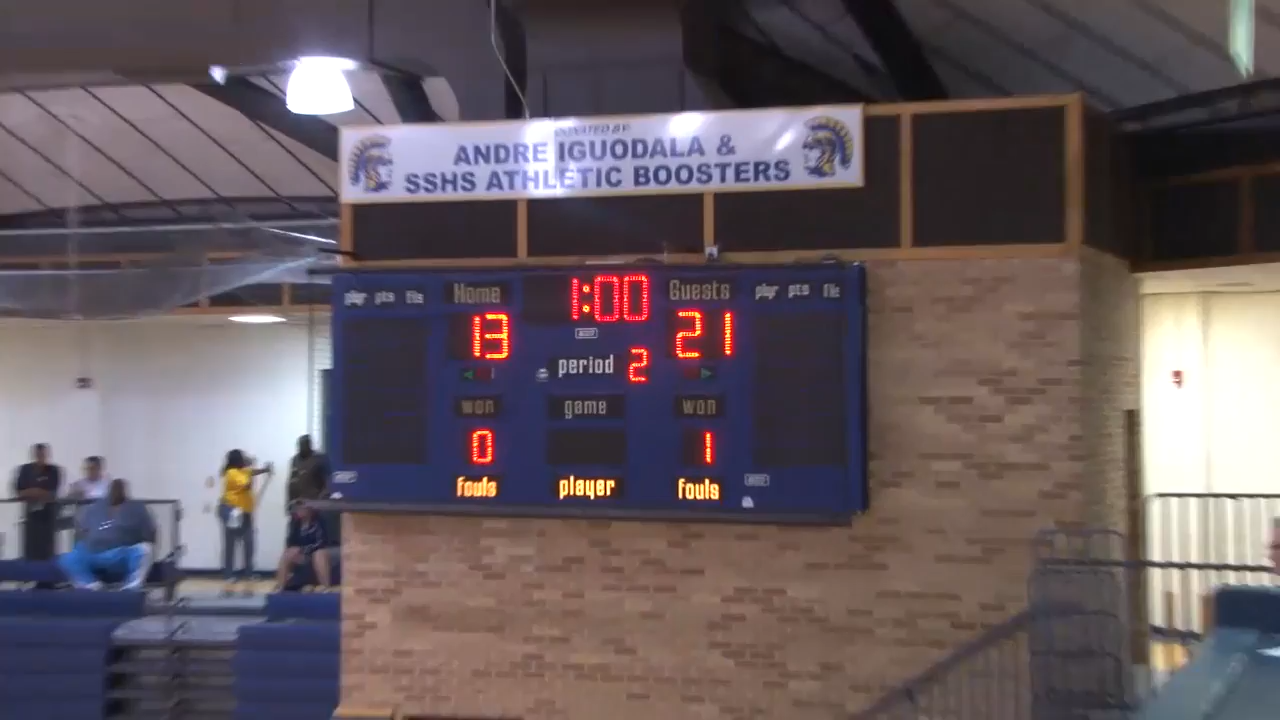 DONATED BY:
ANDRE IGUODALA &
SSHS ATHLETIC BOOSTERS
plyr pts fls Home 1:00 Guests plyr pts fls
13 21
period 2
won game won
0 1
fouls player fouls